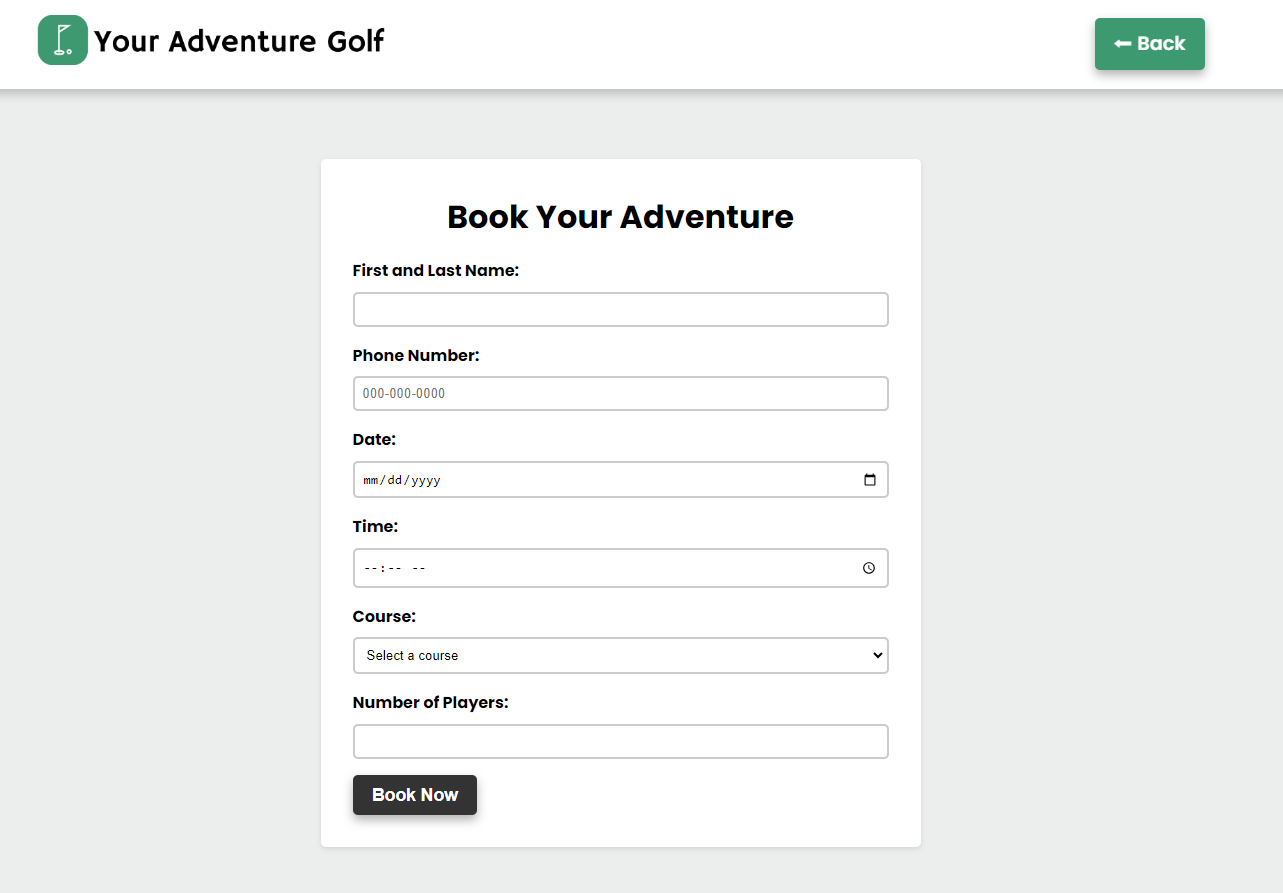 Your Adventure Golf
Back
Book Your Adventure
First and Last Name:
Phone Number:
000-000-0000
Date:
mm/dd/yyyy
Time:
--:-- --
Course:
Select a course
Number of Players:
Book Now